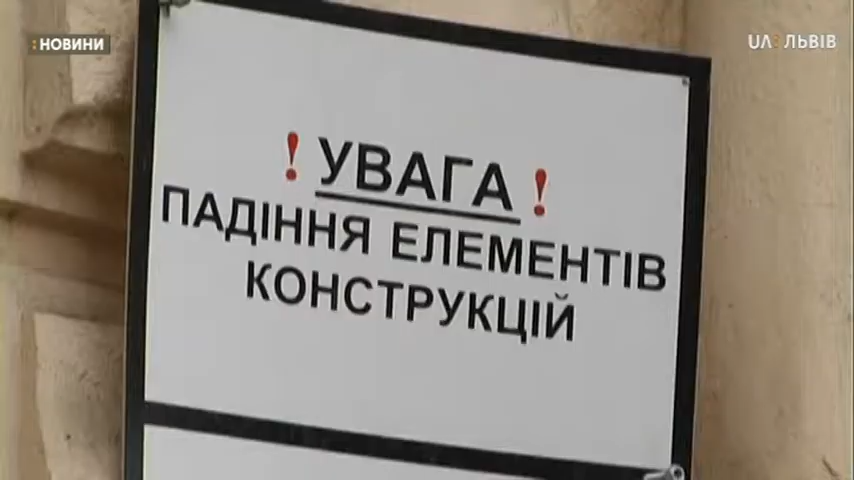 НОВИНИ
UA: ЛЬВІВ
! УВАГА !
ПАДІННЯ ЕЛЕМЕНТІВ
КОНСТРУКЦІЙ